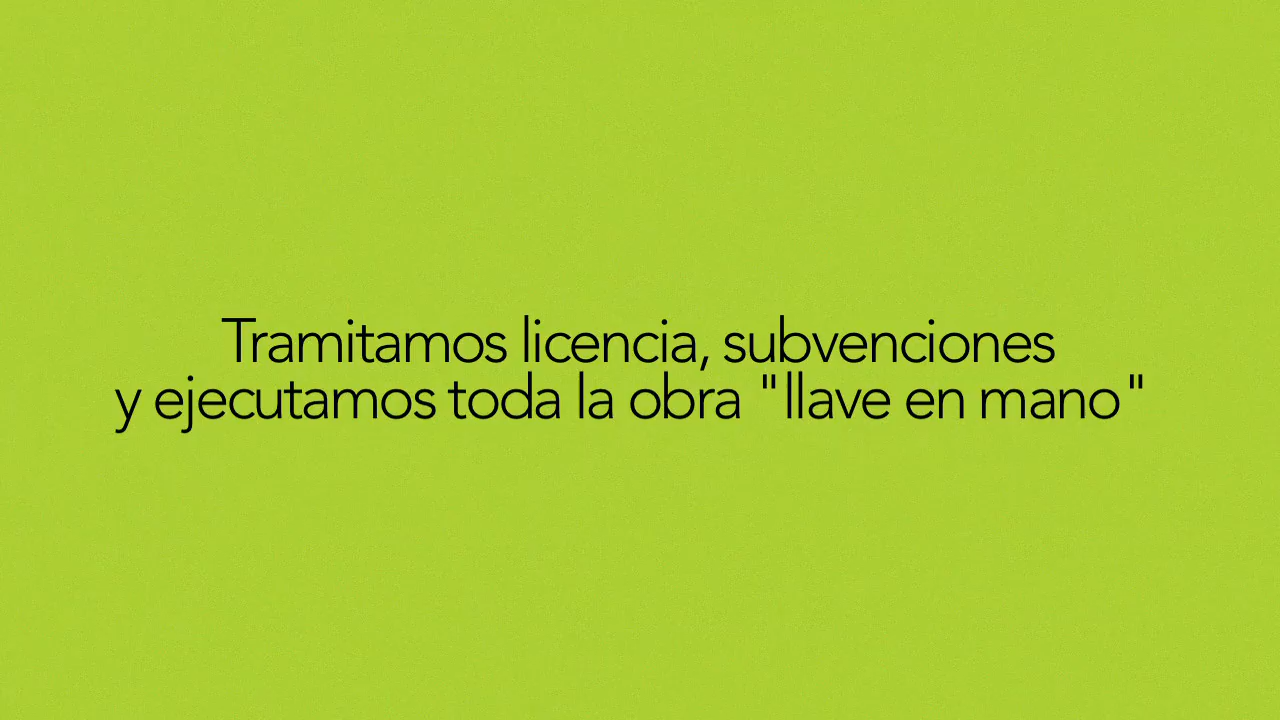 Tramitamos licencia, subvenciones
y ejecutamos toda la obra "llave en mano"